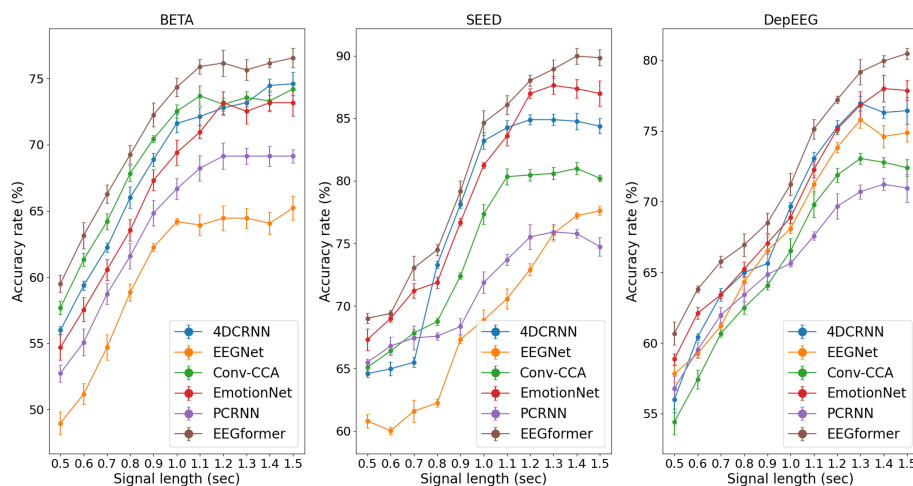 BETA
SEED
DepEEG
Accuracy rate (%)
75
70
65
60
55
50
4DCRNN
EEGNet
Conv-CCA
EmotionNet
PCRNN
EEGformer
0.5 0.6 0.7 0.8 0.9 1.0 1.1 1.2 1.3 1.4 1.5
Signal length (sec)
Accuracy rate (%)
90
85
80
75
70
65
60
4DCRNN
EEGNet
Conv-CCA
EmotionNet
PCRNN
EEGformer
0.5 0.6 0.7 0.8 0.9 1.0 1.1 1.2 1.3 1.4 1.5
Signal length (sec)
Accuracy rate (%)
80
75
70
65
60
55
4DCRNN
EEGNet
Conv-CCA
EmotionNet
PCRNN
EEGformer
0.5 0.6 0.7 0.8 0.9 1.0 1.1 1.2 1.3 1.4 1.5
Signal length (sec)